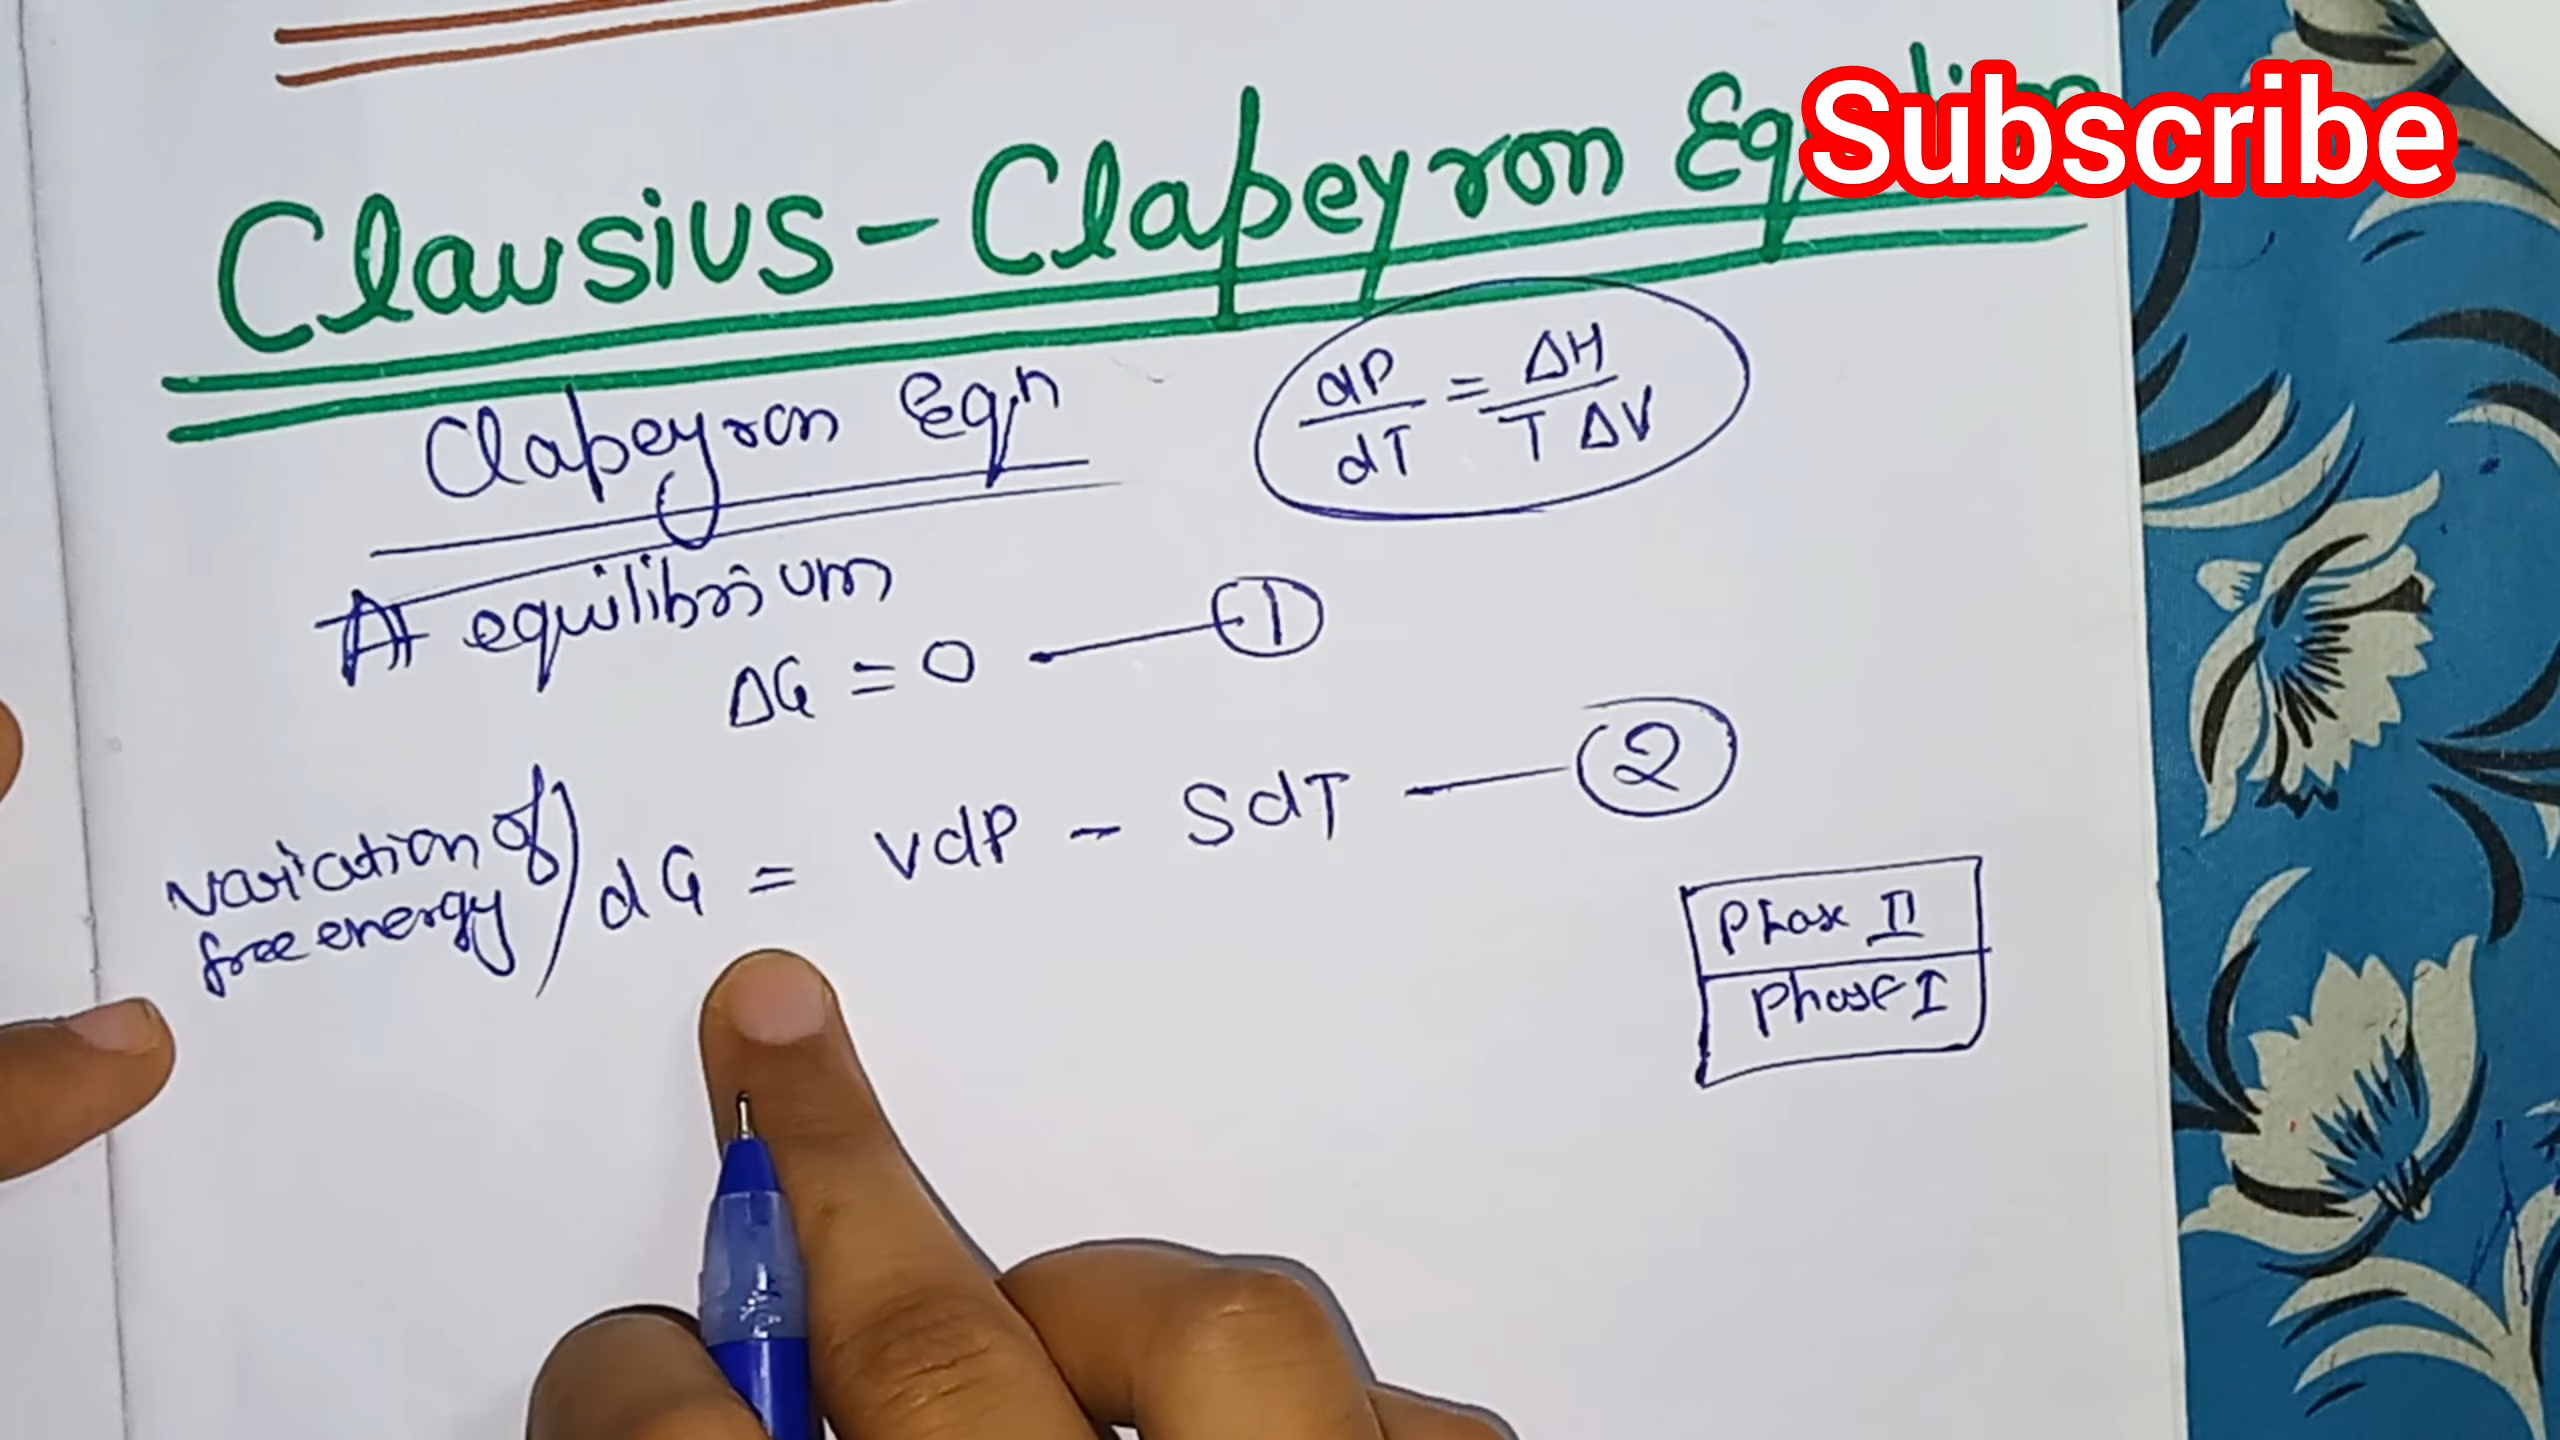 Clausius-Clapeyron Eq
Subscribe
Clapeyron Eqn
dP/dT = ΔH/T ΔV
At equilibrium
ΔG = 0 — 1
variation of
free energy
dG = VdP - SdT — 2
Phase II
Phase I